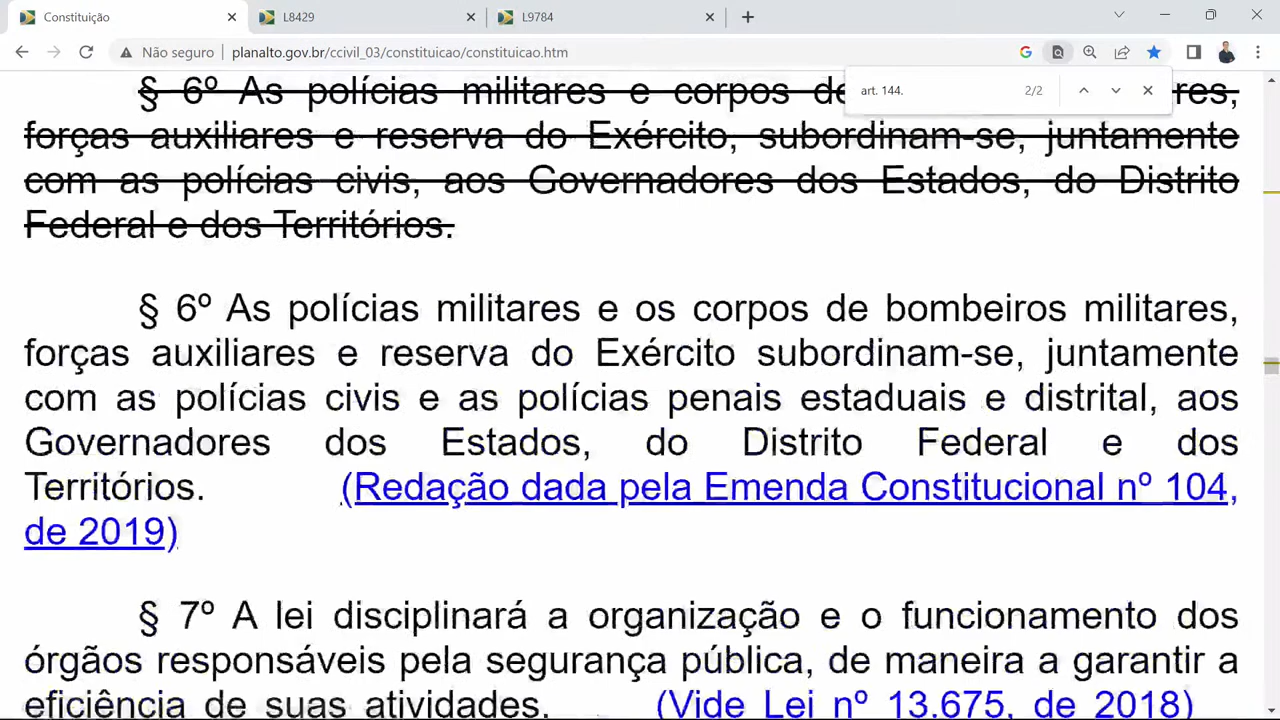 Constituição
L8429
L9784
Não seguro
planalto.gov.br/ccivil_03/constituicao/constituicao.htm
art. 144.
2/2
§ 6º As polícias militares e corpos de res,
forças auxiliares e reserva do Exército, subordinam-se, juntamente
com as polícias civis, aos Governadores dos Estados, do Distrito
Federal e dos Territórios.
§ 6º As polícias militares e os corpos de bombeiros militares,
forças auxiliares e reserva do Exército subordinam-se, juntamente
com as polícias civis e as polícias penais estaduais e distrital, aos
Governadores dos Estados, do Distrito Federal e dos
Territórios. (Redação dada pela Emenda Constitucional nº 104,
de 2019)
§ 7º A lei disciplinará a organização e o funcionamento dos
órgãos responsáveis pela segurança pública, de maneira a garantir a
eficiência de suas atividades. (Vide Lei nº 13.675, de 2018)